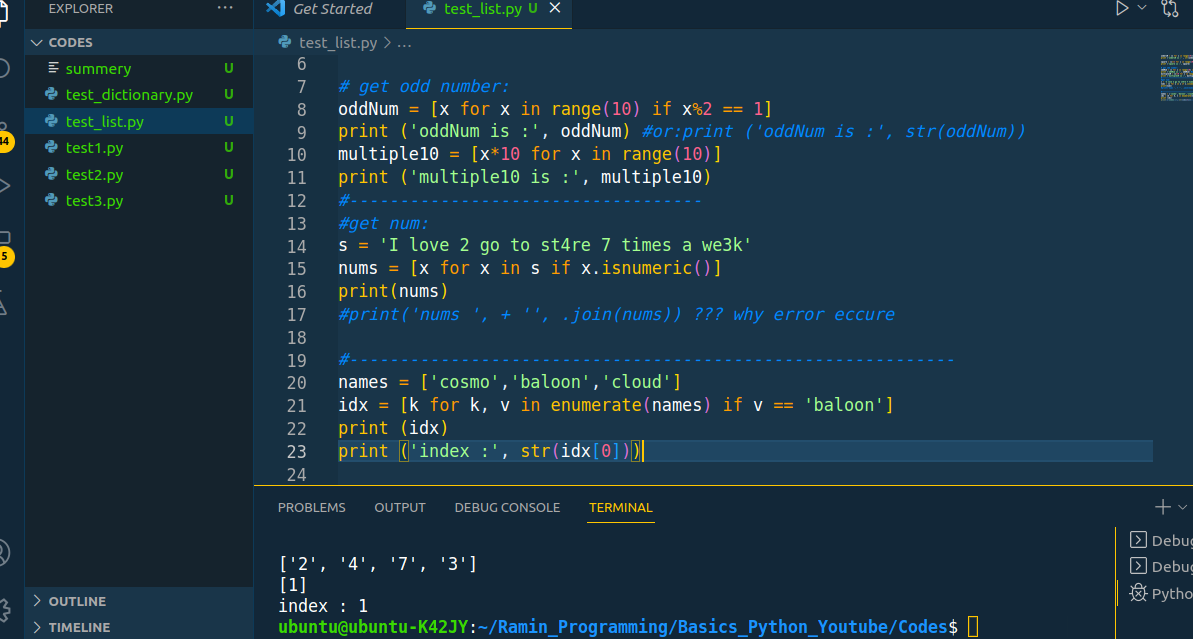 EXPLORER ...
Get Started
test_list.py U
CODES
summery U
test_dictionary.py U
test_list.py U
test1.py U
test2.py U
test3.py U
44
5
OUTLINE
TIMELINE
test_list.py > ...
6
7 # get odd number:
8 oddNum = [x for x in range(10) if x%2 == 1]
9 print ('oddNum is :', oddNum) #or:print ('oddNum is :', str(oddNum))
10 multiple10 = [x*10 for x in range(10)]
11 print ('multiple10 is :', multiple10)
12 #-----------------------------------
13 #get num:
14 s = 'I love 2 go to st4re 7 times a we3k'
15 nums = [x for x in s if x.isnumeric()]
16 print(nums)
17 #print('nums ', + '', .join(nums)) ??? why error eccure
18
19 #------------------------------------------------------------
20 names = ['cosmo','baloon','cloud']
21 idx = [k for k, v in enumerate(names) if v == 'baloon']
22 print (idx)
23 print ('index :', str(idx[0]))
24
PROBLEMS OUTPUT DEBUG CONSOLE TERMINAL
['2', '4', '7', '3']
[1]
index : 1
ubuntu@ubuntu-K42JY:~/Ramin_Programming/Basics_Python_Youtube/Codes$
Debug
Debug
Pytho